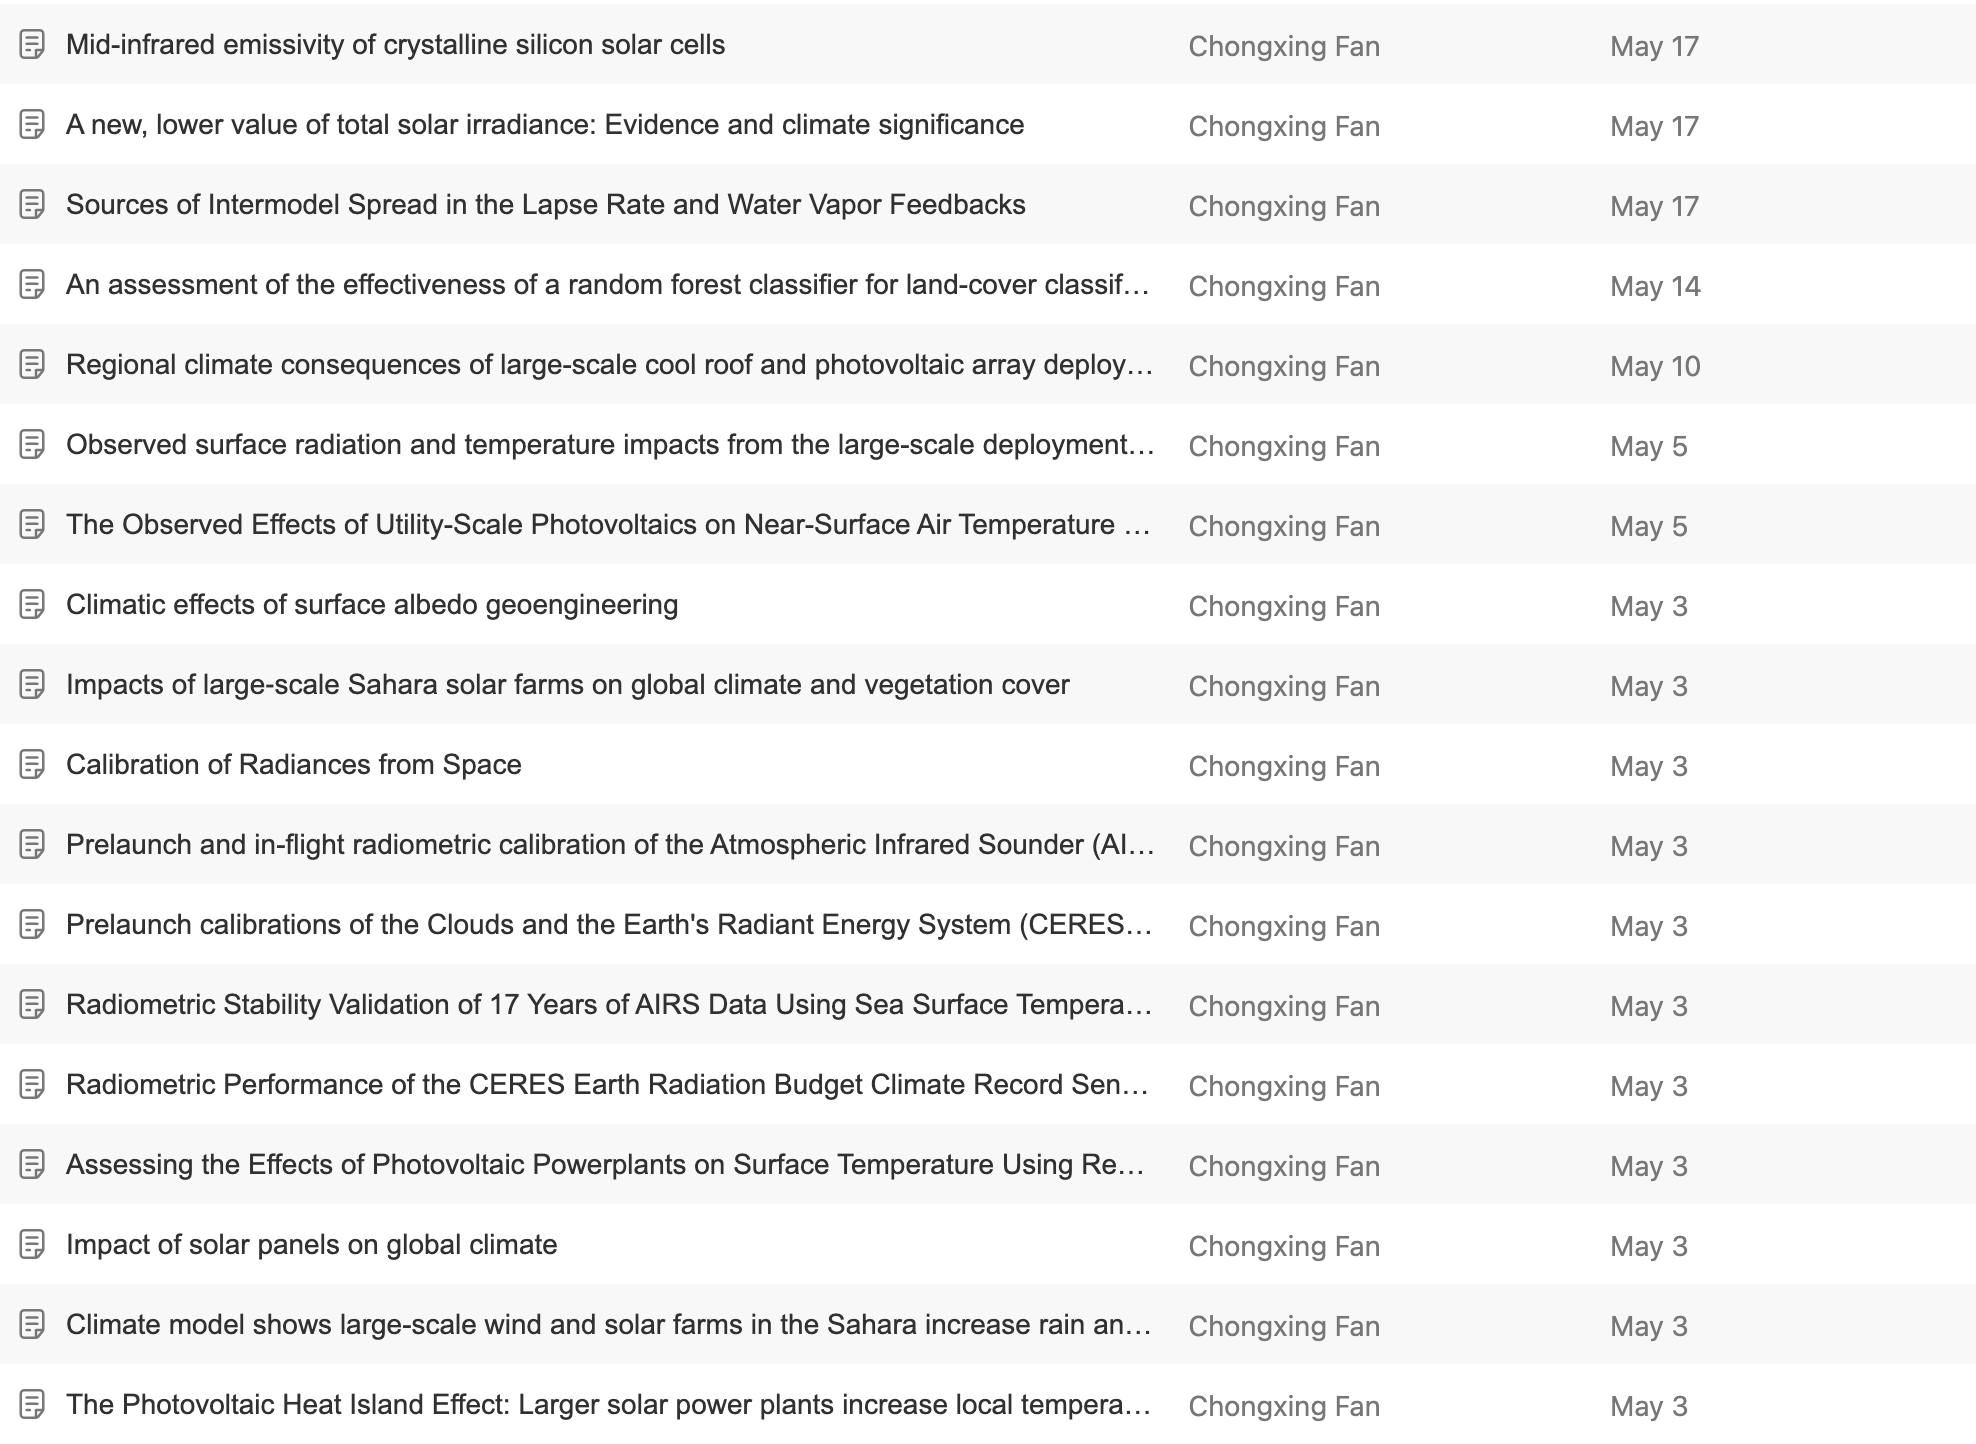 Mid-infrared emissivity of crystalline silicon solar cells Chongxing Fan May 17
A new, lower value of total solar irradiance: Evidence and climate significance Chongxing Fan May 17
Sources of Intermodel Spread in the Lapse Rate and Water Vapor Feedbacks Chongxing Fan May 17
An assessment of the effectiveness of a random forest classifier for land-cover classif… Chongxing Fan May 14
Regional climate consequences of large-scale cool roof and photovoltaic array deploy… Chongxing Fan May 10
Observed surface radiation and temperature impacts from the large-scale deployment… Chongxing Fan May 5
The Observed Effects of Utility-Scale Photovoltaics on Near-Surface Air Temperature … Chongxing Fan May 5
Climatic effects of surface albedo geoengineering Chongxing Fan May 3
Impacts of large-scale Sahara solar farms on global climate and vegetation cover Chongxing Fan May 3
Calibration of Radiances from Space Chongxing Fan May 3
Prelaunch and in-flight radiometric calibration of the Atmospheric Infrared Sounder (AI… Chongxing Fan May 3
Prelaunch calibrations of the Clouds and the Earth's Radiant Energy System (CERES… Chongxing Fan May 3
Radiometric Stability Validation of 17 Years of AIRS Data Using Sea Surface Tempera… Chongxing Fan May 3
Radiometric Performance of the CERES Earth Radiation Budget Climate Record Sen… Chongxing Fan May 3
Assessing the Effects of Photovoltaic Powerplants on Surface Temperature Using Re… Chongxing Fan May 3
Impact of solar panels on global climate Chongxing Fan May 3
Climate model shows large-scale wind and solar farms in the Sahara increase rain an… Chongxing Fan May 3
The Photovoltaic Heat Island Effect: Larger solar power plants increase local tempera… Chongxing Fan May 3